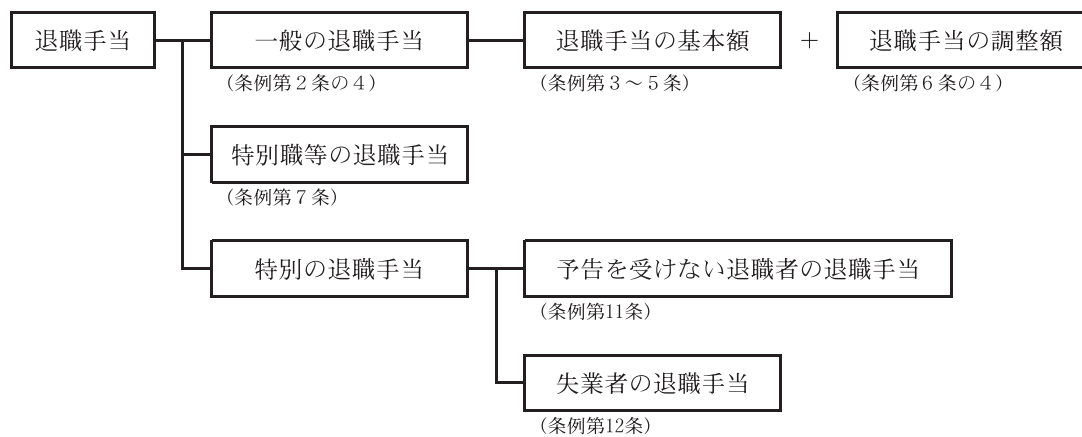 退職手当 一般の退職手当 退職手当の基本額 ＋ 退職手当の調整額
（条例第２条の４） （条例第３～５条） （条例第６条の４）
特別職等の退職手当
（条例第７条）
特別の退職手当 予告を受けない退職者の退職手当
（条例第11条）
失業者の退職手当
（条例第12条）